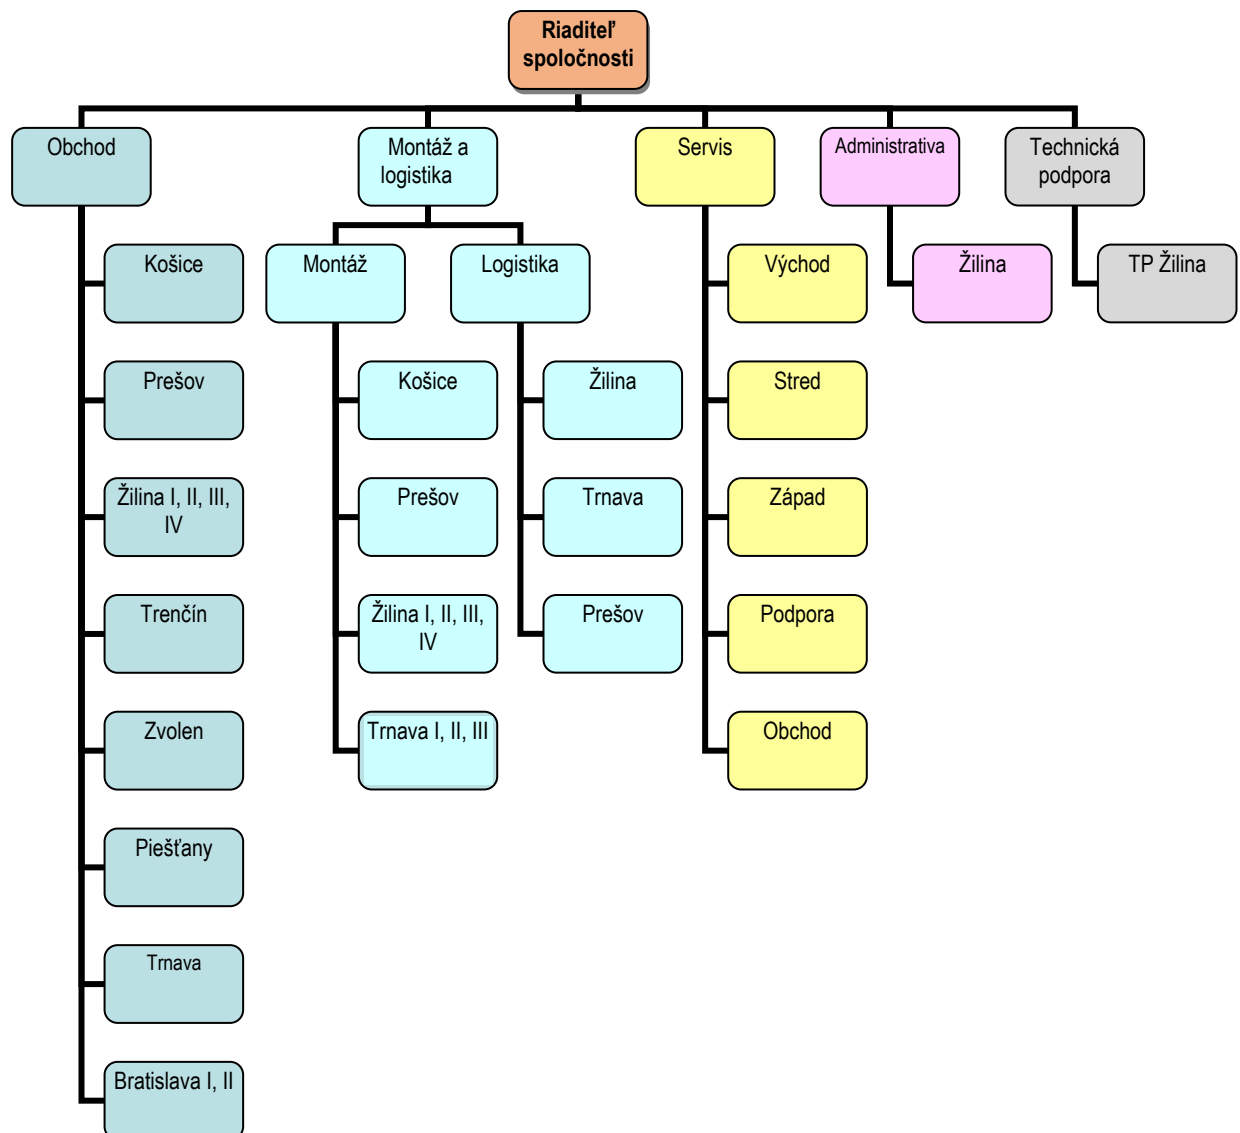 Riaditeľ
spoločnosti
Obchod
Montáž a
logistika
Servis
Administrativa
Technická
podpora
Košice
Montáž
Logistika
Východ
Žilina
TP Žilina
Prešov
Košice
Žilina
Stred
Žilina I, II, III,
IV
Prešov
Trnava
Západ
Trenčín
Žilina I, II, III,
IV
Prešov
Podpora
Zvolen
Trnava I, II, III
Obchod
Piešťany
Trnava
Bratislava I, II